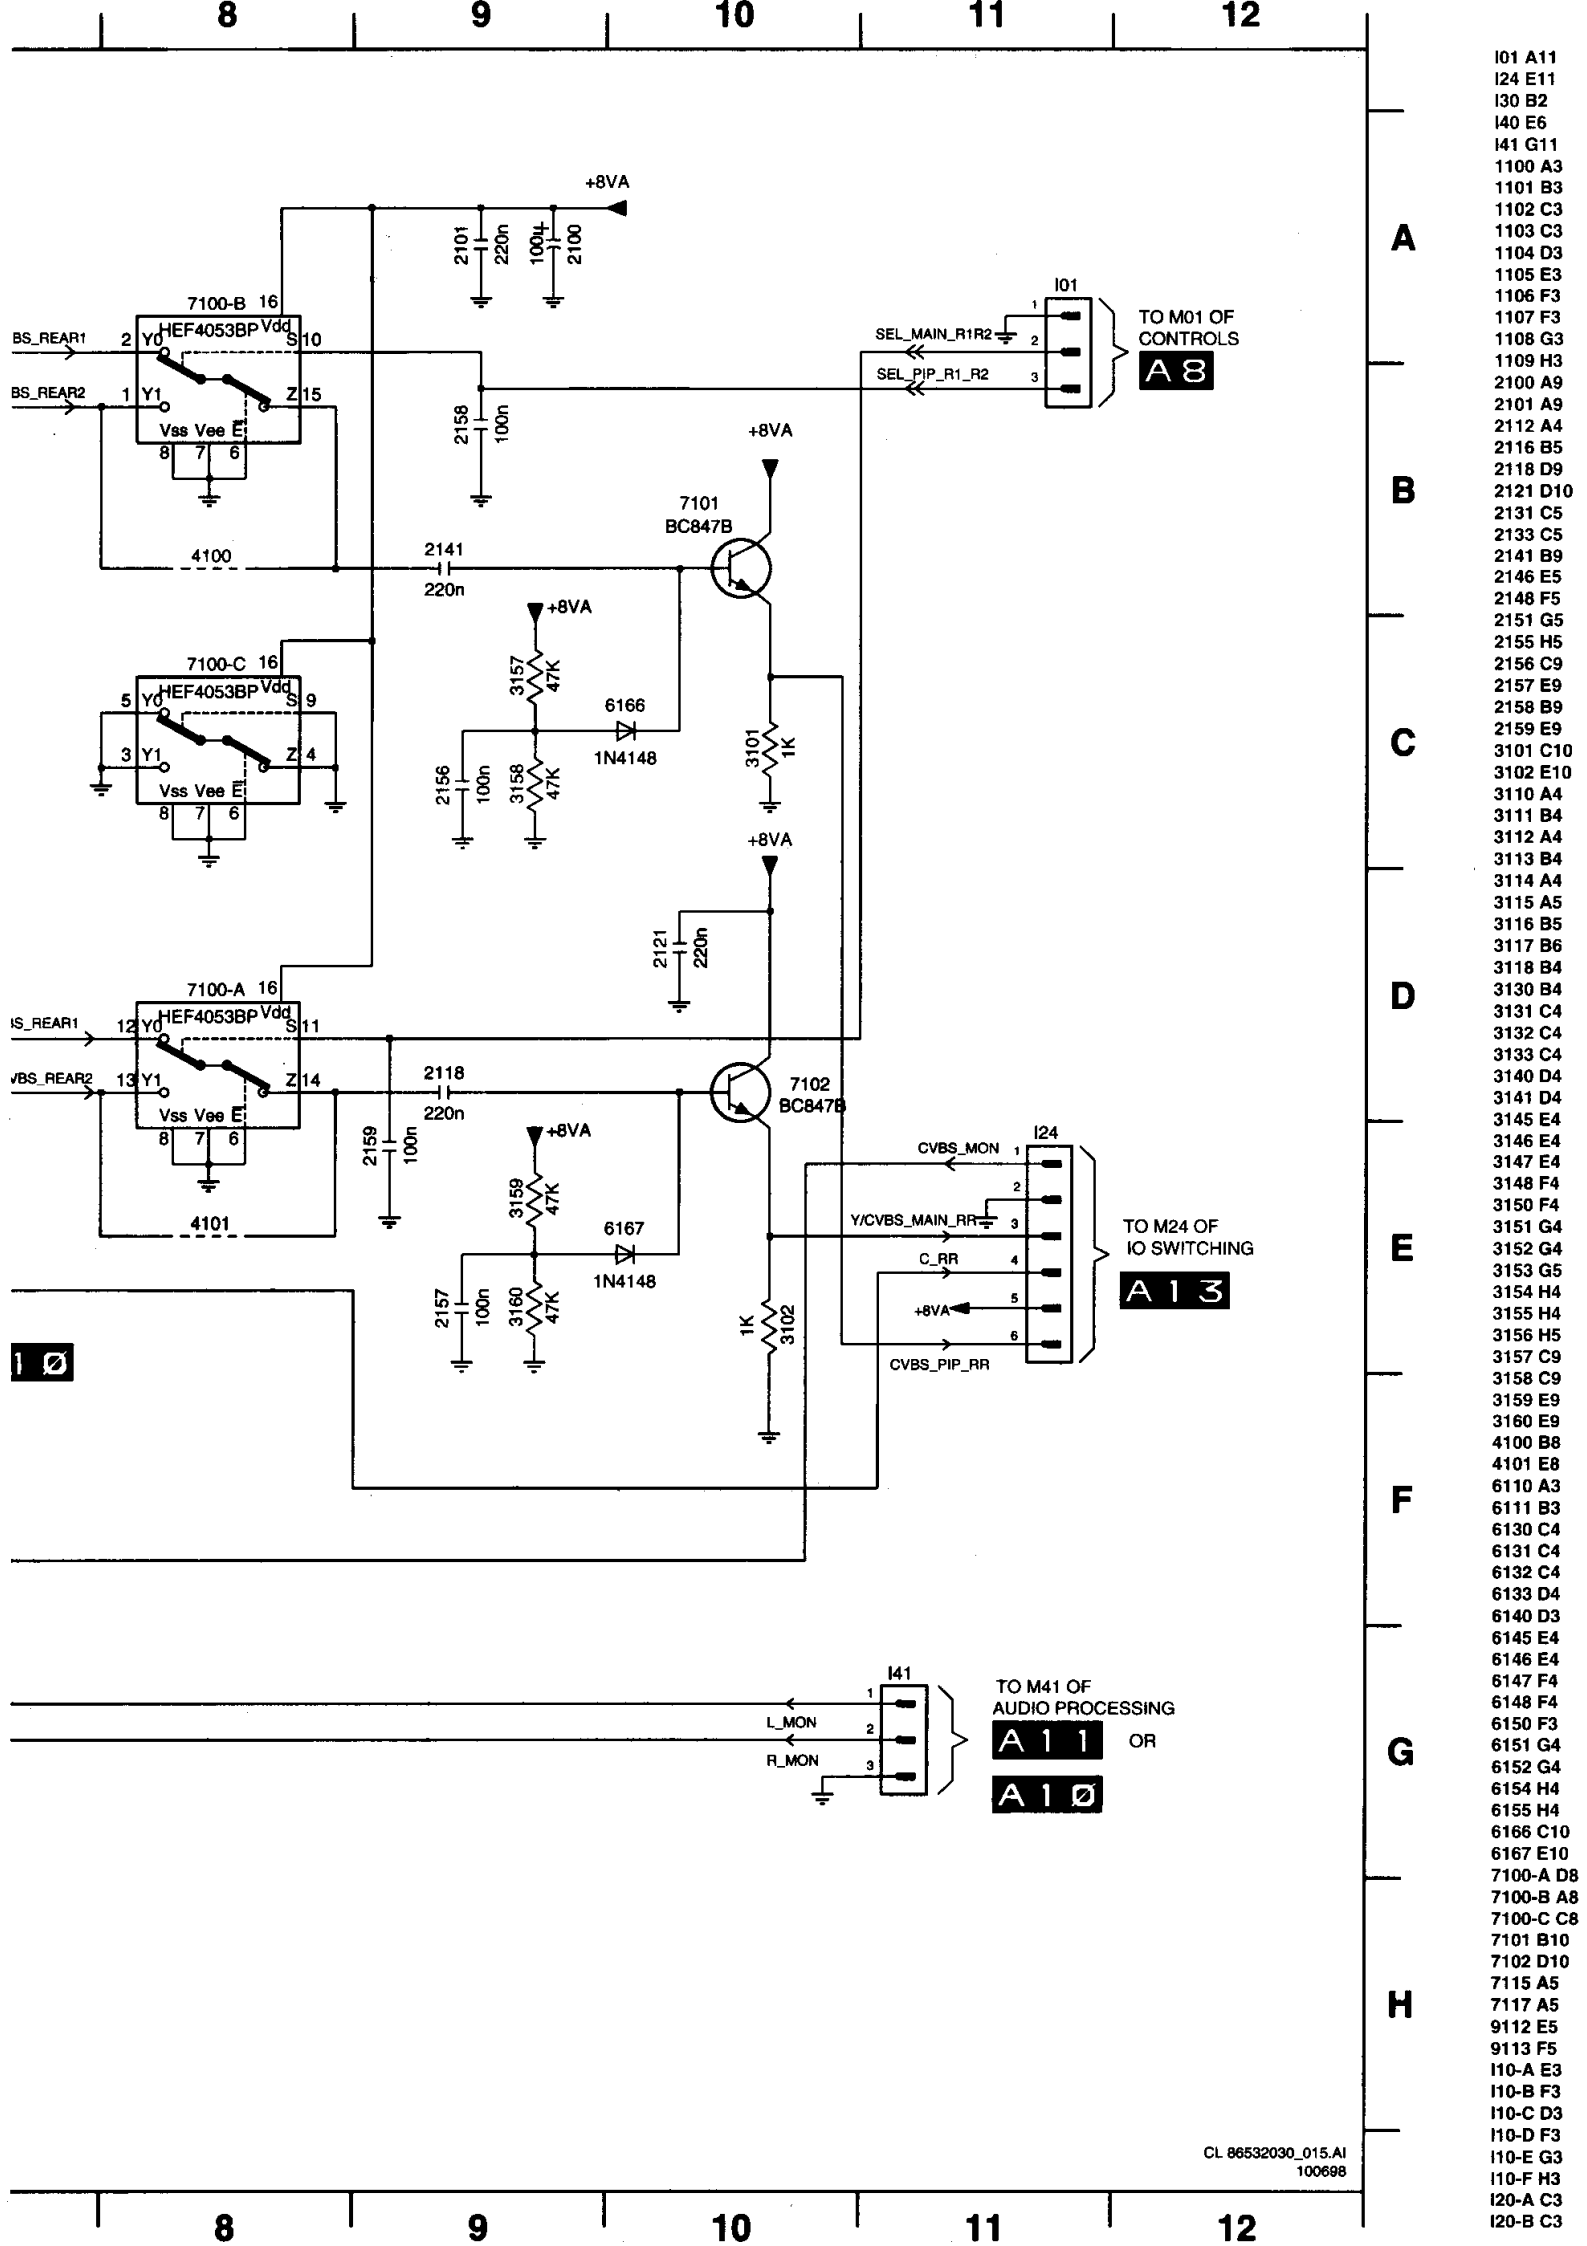 8 9 10 11 12
+8VA
2101 220n 100µ 2100
A
7100-B 16
HEF4053BP Vdd
BS_REAR1 2 Y0 S 10
BS_REAR2 1 Y1 Z 15
Vss Vee E
8 7 6
I01
1
SEL_MAIN_R1R2 2
SEL_PIP_R1_R2 3
TO M01 OF
CONTROLS
A 8
2158 100n
+8VA
7101
BC847B
B
4100
2141
220n
+8VA
3157 47K
7100-C 16
HEF4053BP Vdd
5 Y0 S 9
3 Y1 Z 4
Vss Vee E
8 7 6
6166
1N4148
2156 100n 3158 47K
3101 1K
C
+8VA
2121 220n
D
7100-A 16
HEF4053BP Vdd
IS_REAR1 12 Y0 S 11
VBS_REAR2 13 Y1 Z 14
Vss Vee E
8 7 6
2118
220n
7102
BC847B
2159 100n
+8VA
3159 47K
4101
6167
1N4148
2157 100n 3160 47K
1K 3102
I24
CVBS_MON 1
2
Y/CVBS_MAIN_RR 3
C_RR 4
+8VA 5
CVBS_PIP_RR 6
TO M24 OF
IO SWITCHING
A 1 3
E
1 0
F
I41
1
L_MON 2
R_MON 3
TO M41 OF
AUDIO PROCESSING
A 1 1 OR
A 1 0
G
H
CL 86532030_015.AI
100698
8 9 10 11 12
I01 A11
I24 E11
I30 B2
I40 E6
I41 G11
1100 A3
1101 B3
1102 C3
1103 C3
1104 D3
1105 E3
1106 F3
1107 F3
1108 G3
1109 H3
2100 A9
2101 A9
2112 A4
2116 B5
2118 D9
2121 D10
2131 C5
2133 C5
2141 B9
2146 E5
2148 F5
2151 G5
2155 H5
2156 C9
2157 E9
2158 B9
2159 E9
3101 C10
3102 E10
3110 A4
3111 B4
3112 A4
3113 B4
3114 A4
3115 A5
3116 B5
3117 B6
3118 B4
3130 B4
3131 C4
3132 C4
3133 C4
3140 D4
3141 D4
3145 E4
3146 E4
3147 E4
3148 F4
3150 F4
3151 G4
3152 G4
3153 G5
3154 H4
3155 H4
3156 H5
3157 C9
3158 C9
3159 E9
3160 E9
4100 B8
4101 E8
6110 A3
6111 B3
6130 C4
6131 C4
6132 C4
6133 D4
6140 D3
6145 E4
6146 E4
6147 F4
6148 F4
6150 F3
6151 G4
6152 G4
6154 H4
6155 H4
6166 C10
6167 E10
7100-A D8
7100-B A8
7100-C C8
7101 B10
7102 D10
7115 A5
7117 A5
9112 E5
9113 F5
I10-A E3
I10-B F3
I10-C D3
I10-D F3
I10-E G3
I10-F H3
I20-A C3
I20-B C3